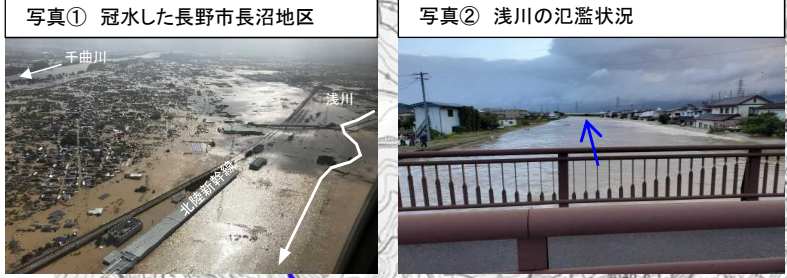 写真① 冠水した長野市長沼地区
千曲川
浅川
北陸新幹線
写真② 浅川の氾濫状況